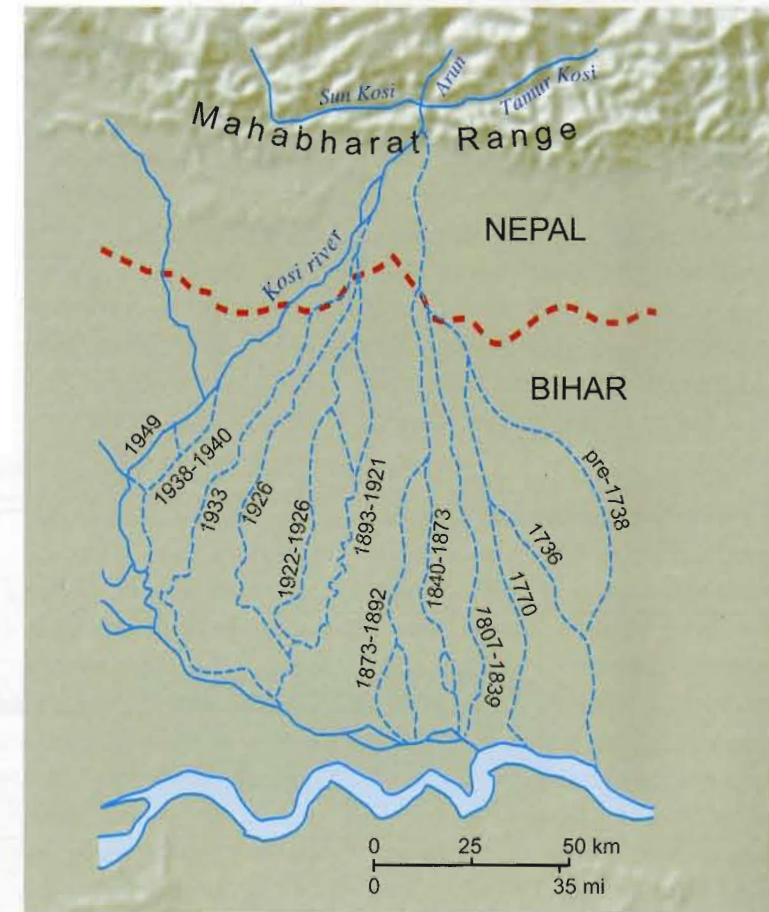 Sun Kosi
Arun
Tamur Kosi
Mahabharat Range
NEPAL
Kosi river
BIHAR
1949
1938-1940
1933
1926
1922-1926
1893-1921
1873-1892
1840-1873
1807-1839
1770
1736
pre-1738
0 25 50 km
0 35 mi